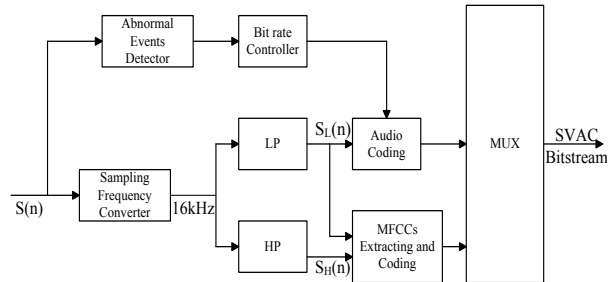 Abnormal
Events
Detector
Bit rate
Controller
S(n)
Sampling
Frequency
Converter
16kHz
LP
HP
SL(n)
SH(n)
Audio
Coding
MFCCs
Extracting and
Coding
MUX
SVAC
Bitstream